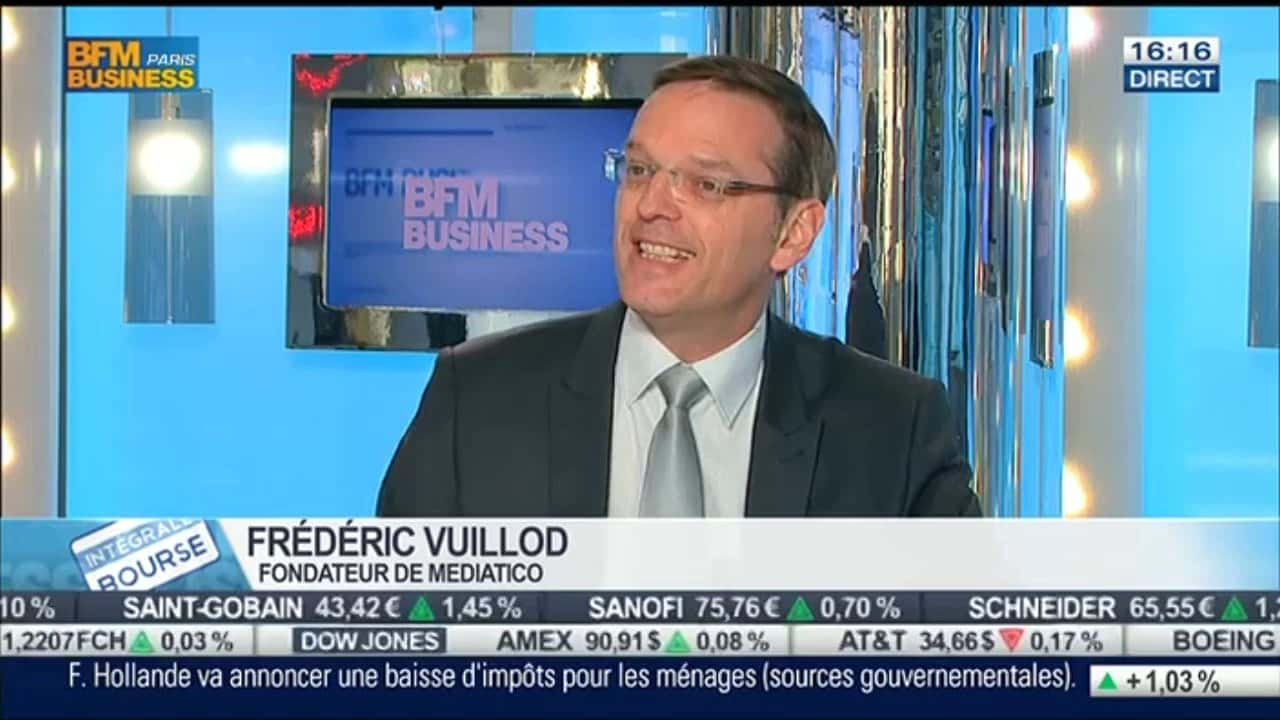 BFM PARIS
BUSINESS
16:16
DIRECT
BFM
BUSINESS
INTÉGRALE
BOURSE
FRÉDÉRIC VUILLOD
FONDATEUR DE MEDIATICO
10 % SAINT-GOBAIN 43,42 € 1,45 % SANOFI 75,76 € 0,70 % SCHNEIDER 65,55 €
1,2207 FCH 0,03 % DOW JONES AMEX 90,91 $ 0,08 % AT&T 34,66 $ 0,17 % BOEING
F. Hollande va annoncer une baisse d'impôts pour les ménages (sources gouvernementales).
+1,03 %